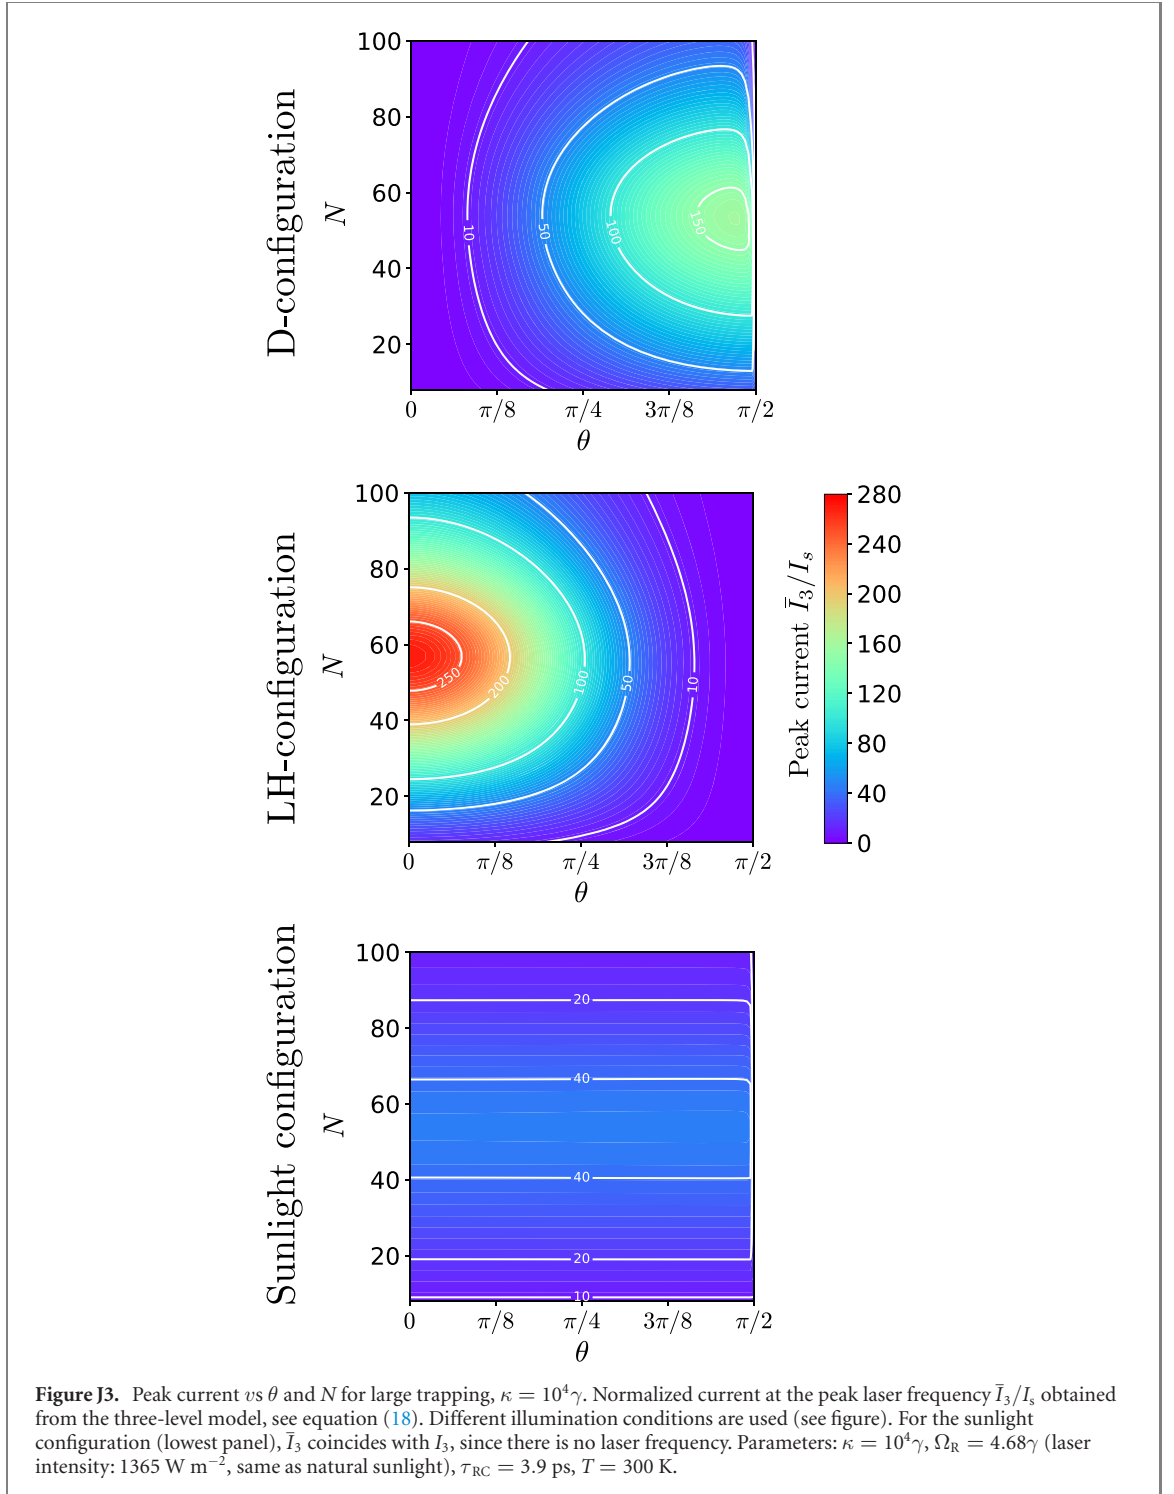 D-configuration
N
100
80
60
40
20
10
50
100
150
0
π/8
π/4
3π/8
π/2
θ
LH-configuration
N
100
80
60
40
20
250
200
100
50
10
0
π/8
π/4
3π/8
π/2
θ
Peak current I̅₃/Iₛ
280
240
200
160
120
80
40
0
Sunlight configuration
N
100
80
60
40
20
20
40
40
20
10
0
π/8
π/4
3π/8
π/2
θ
Figure J3. Peak current vs θ and N for large trapping, κ = 10⁴γ. Normalized current at the peak laser frequency I̅₃/Iₛ obtained
from the three-level model, see equation (18). Different illumination conditions are used (see figure). For the sunlight
configuration (lowest panel), I̅₃ coincides with I₃, since there is no laser frequency. Parameters: κ = 10⁴γ, Ω_R = 4.68γ (laser
intensity: 1365 W m⁻², same as natural sunlight), τ_RC = 3.9 ps, T = 300 K.